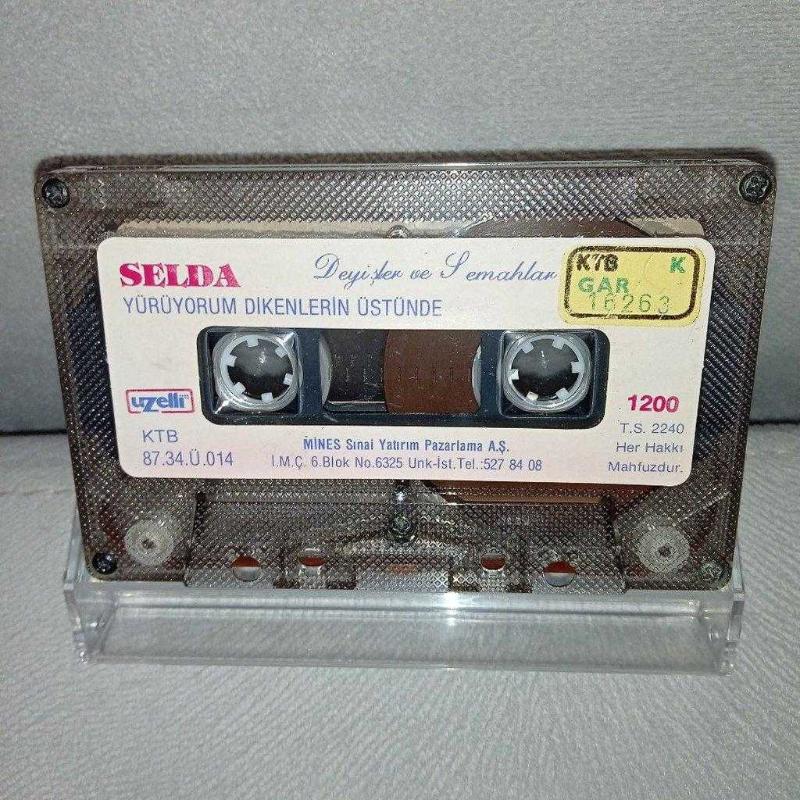 SELDA
Deyişler ve Semahlar
YÜRÜYORUM DİKENLERİN ÜSTÜNDE
KTB K
GAR
16263
uzelli
1200
KTB
87.34.Ü.014
MİNES Sınai Yatırım Pazarlama A.Ş.
İ.M.Ç. 6.Blok No.6325 Unk-İst.Tel.:527 84 08
T.S. 2240
Her Hakkı
Mahfuzdur.